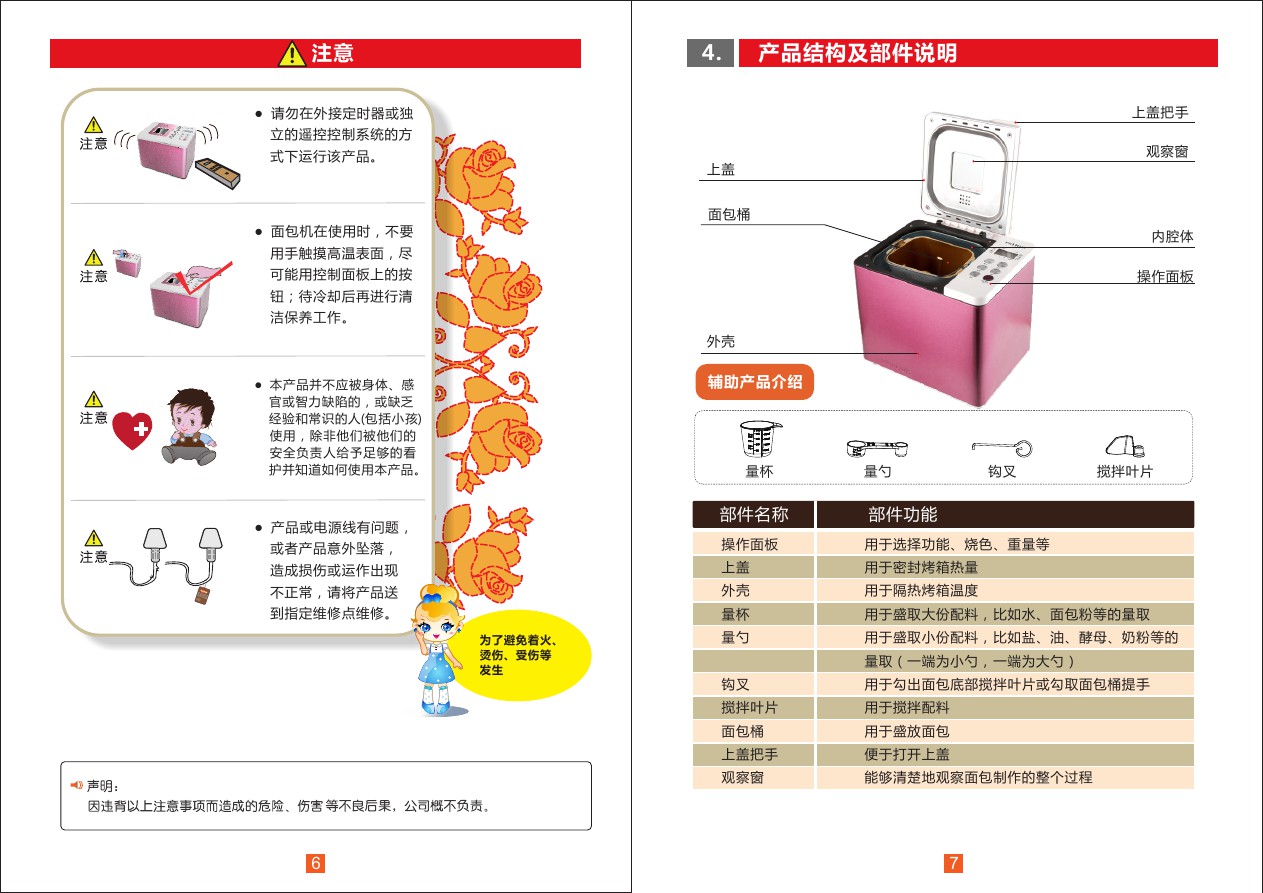 注意
注意
请勿在外接定时器或独
立的遥控控制系统的方
式下运行该产品。
注意
面包机在使用时，不要
用手触摸高温表面，尽
可能用控制面板上的按
钮；待冷却后再进行清
洁保养工作。
注意
本产品并不应被身体、感
官或智力缺陷的，或缺乏
经验和常识的人(包括小孩)
使用，除非他们被他们的
安全负责人给予足够的看
护并知道如何使用本产品。
注意
产品或电源线有问题，
或者产品意外坠落，
造成损伤或运作出现
不正常，请将产品送
到指定维修点维修。
为了避免着火、
烫伤、受伤等
发生
声明：
因违背以上注意事项而造成的危险、伤害等不良后果，公司概不负责。
6
4. 产品结构及部件说明
上盖把手
观察窗
上盖
面包桶
内腔体
操作面板
外壳
辅助产品介绍
量杯 量勺 钩叉 搅拌叶片
部件名称 部件功能
操作面板 用于选择功能、烧色、重量等
上盖 用于密封烤箱热量
外壳 用于隔热烤箱温度
量杯 用于盛取大份配料，比如水、面包粉等的量取
量勺 用于盛取小份配料，比如盐、油、酵母、奶粉等的
量取（一端为小勺，一端为大勺）
钩叉 用于勾出面包底部搅拌叶片或勾取面包桶提手
搅拌叶片 用于搅拌配料
面包桶 用于盛放面包
上盖把手 便于打开上盖
观察窗 能够清楚地观察面包制作的整个过程
7